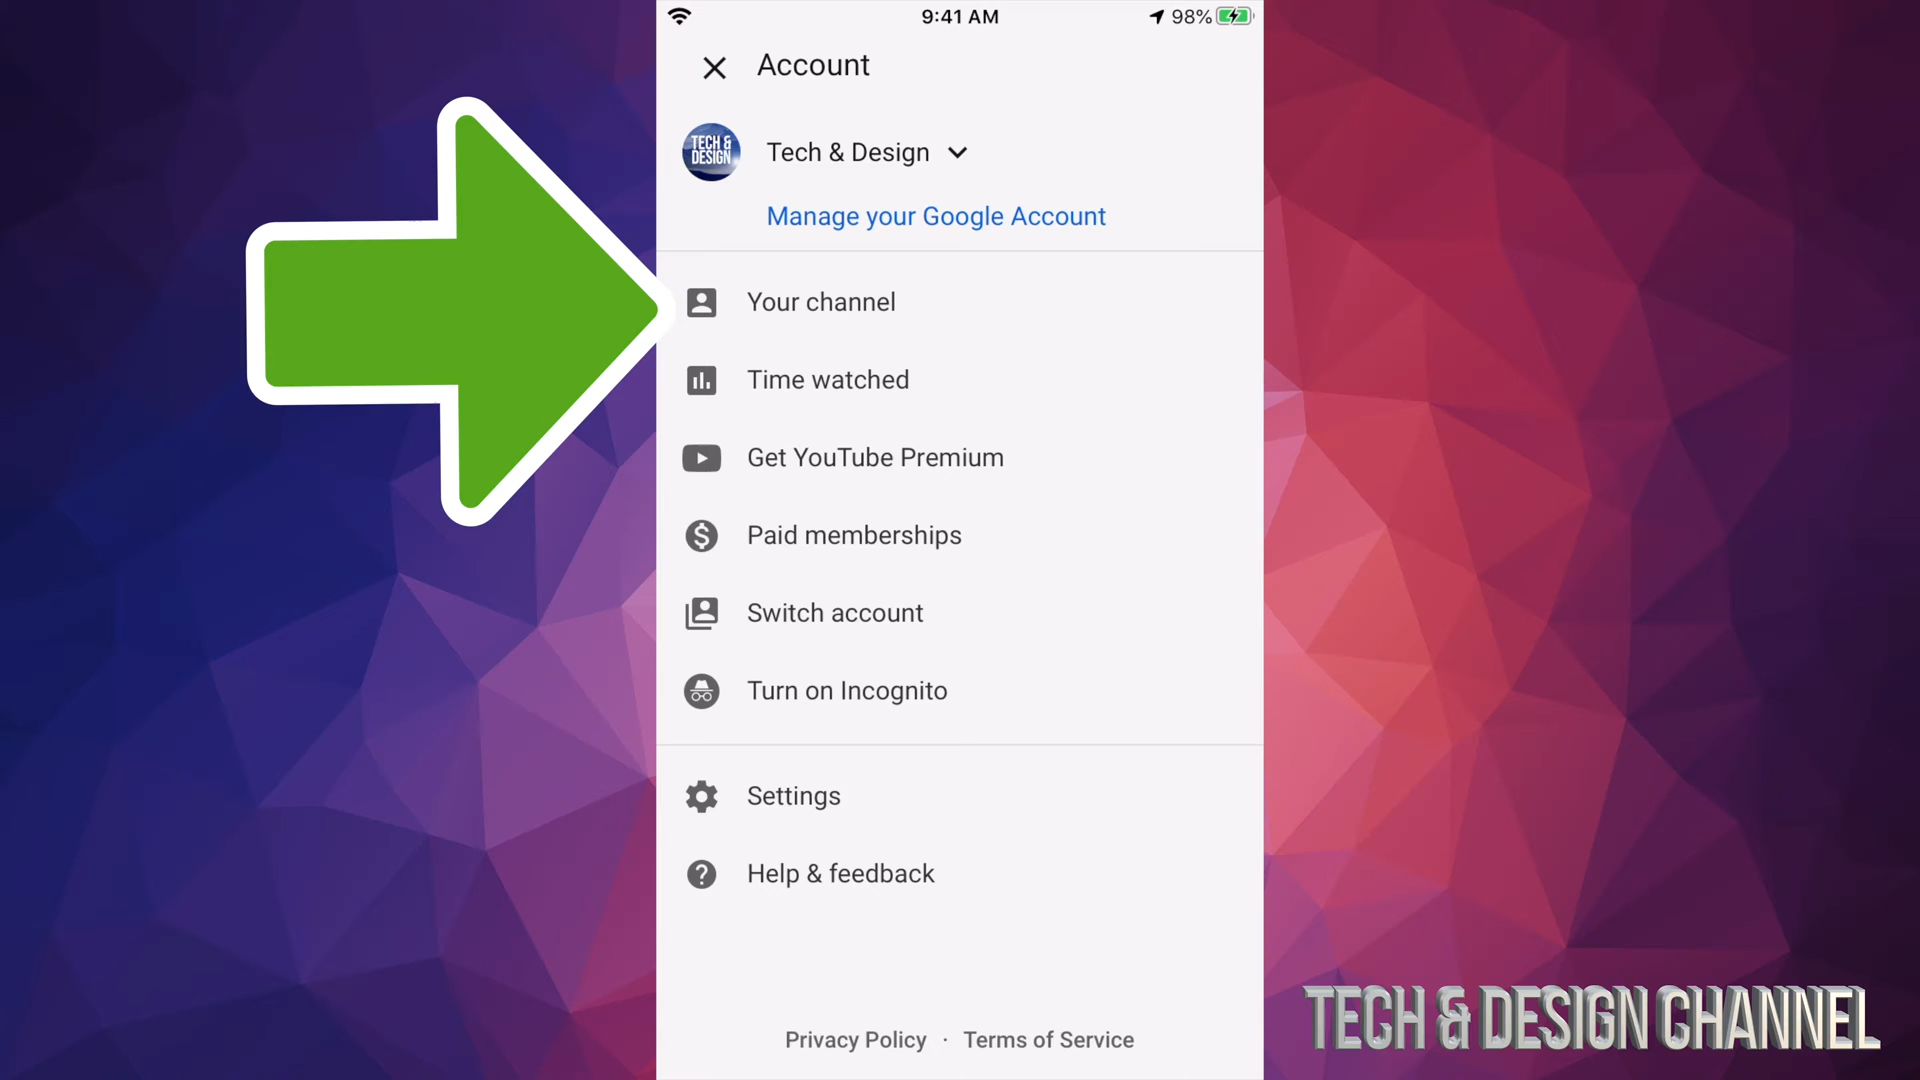 9:41 AM
98%
Account
TECH &
DESIGN
Tech & Design
Manage your Google Account
Your channel
Time watched
Get YouTube Premium
Paid memberships
Switch account
Turn on Incognito
Settings
Help & feedback
Privacy Policy · Terms of Service
TECH & DESIGN CHANNEL